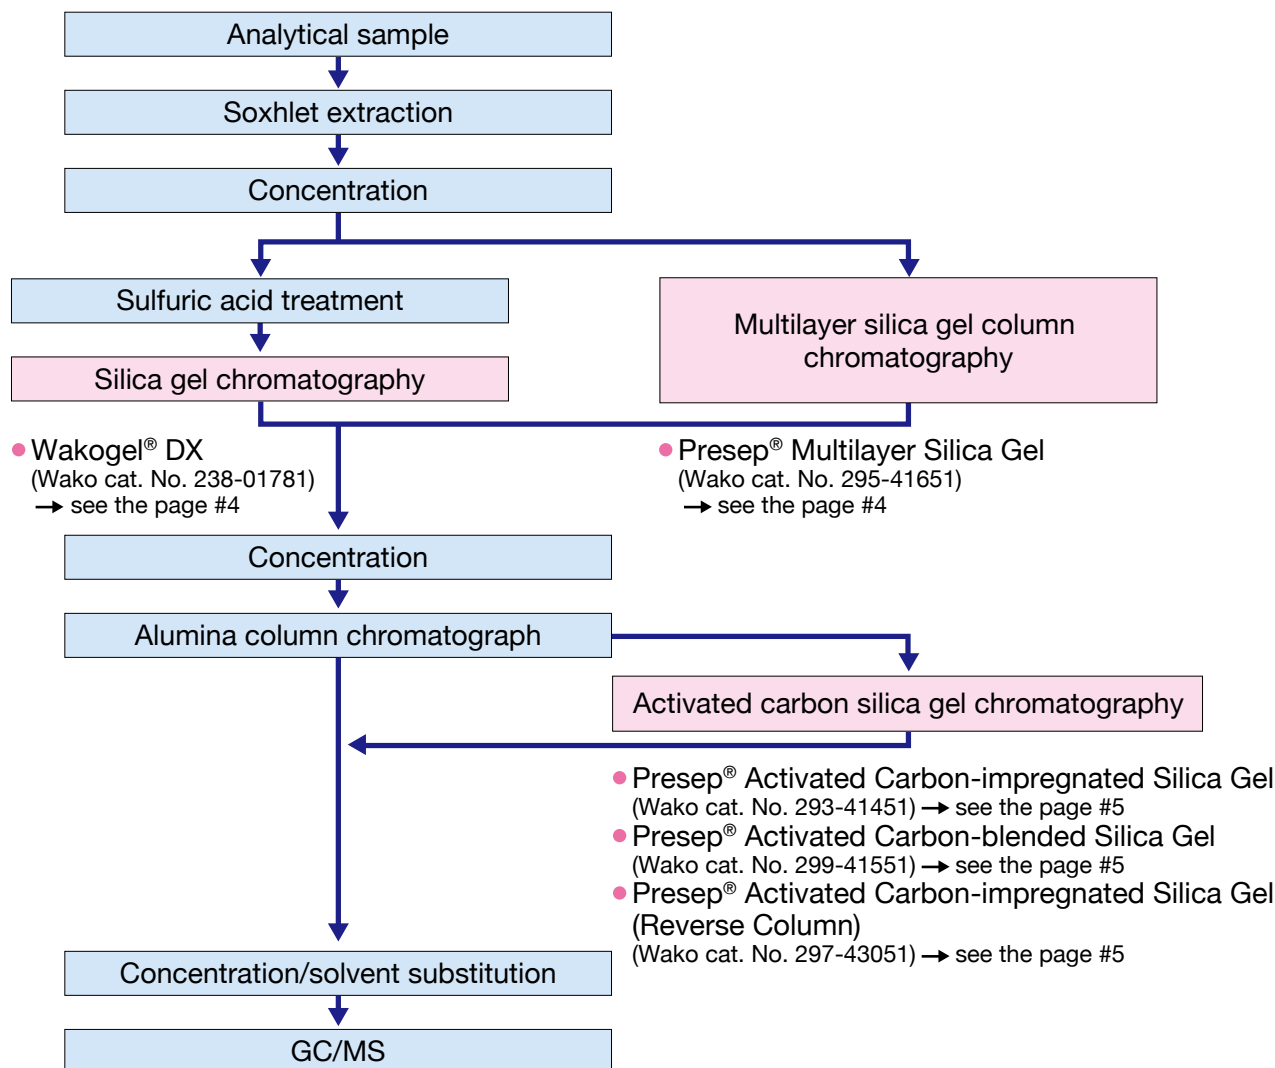 Analytical sample
Soxhlet extraction
Concentration
Sulfuric acid treatment
Multilayer silica gel column
chromatography
Silica gel chromatography
● Wakogel® DX
(Wako cat. No. 238-01781)
→ see the page #4
● Presep® Multilayer Silica Gel
(Wako cat. No. 295-41651)
→ see the page #4
Concentration
Alumina column chromatograph
Activated carbon silica gel chromatography
● Presep® Activated Carbon-impregnated Silica Gel
(Wako cat. No. 293-41451) → see the page #5
● Presep® Activated Carbon-blended Silica Gel
(Wako cat. No. 299-41551) → see the page #5
● Presep® Activated Carbon-impregnated Silica Gel
(Reverse Column)
(Wako cat. No. 297-43051) → see the page #5
Concentration/solvent substitution
GC/MS